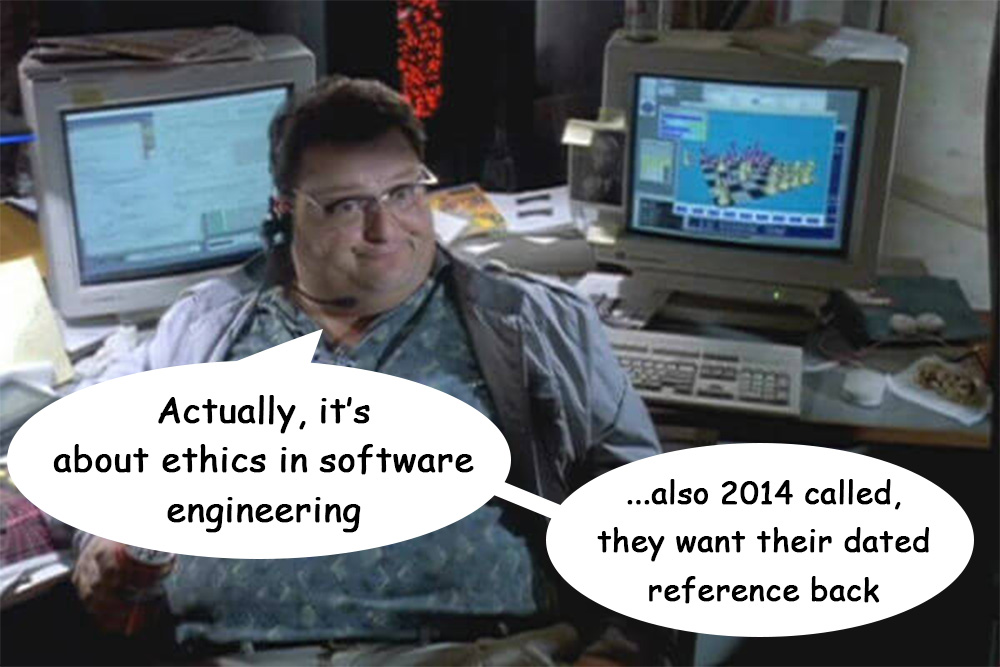 Actually, it's
about ethics in software
engineering
...also 2014 called,
they want their dated
reference back